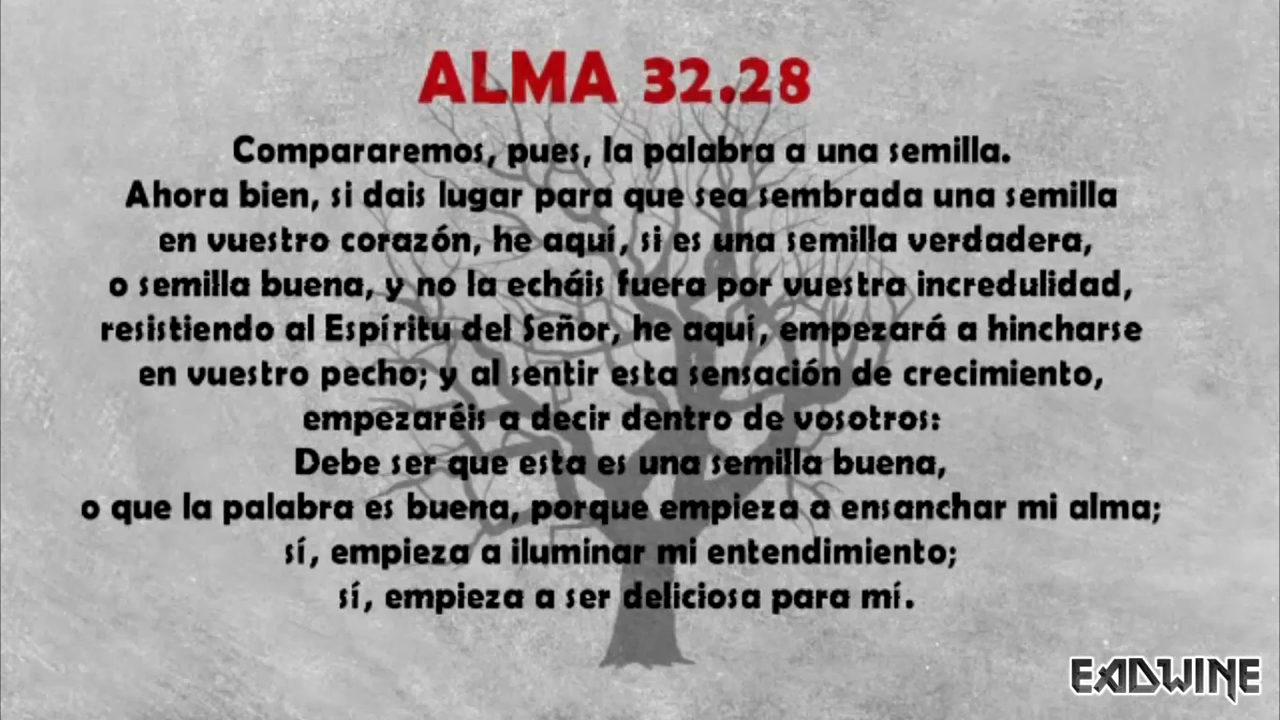 ALMA 32.28
Compararemos, pues, la palabra a una semilla.
Ahora bien, si dais lugar para que sea sembrada una semilla
en vuestro corazón, he aquí, si es una semilla verdadera,
o semilla buena, y no la echáis fuera por vuestra incredulidad,
resistiendo al Espíritu del Señor, he aquí, empezará a hincharse
en vuestro pecho; y al sentir esta sensación de crecimiento,
empezaréis a decir dentro de vosotros:
Debe ser que esta es una semilla buena,
o que la palabra es buena, porque empieza a ensanchar mi alma;
sí, empieza a iluminar mi entendimiento;
sí, empieza a ser deliciosa para mí.
EADWINE